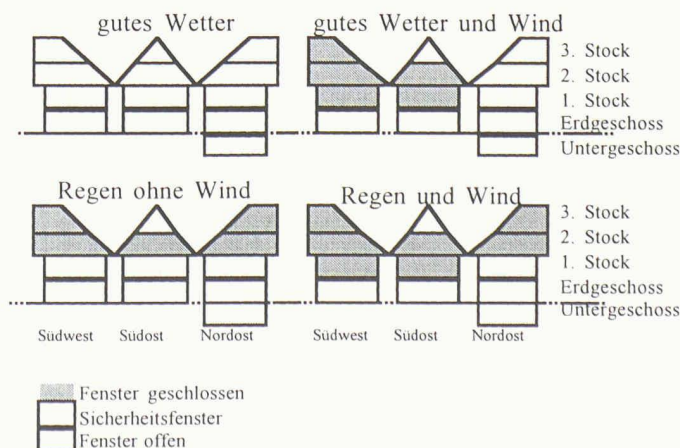 gutes Wetter
gutes Wetter und Wind
3. Stock
2. Stock
1. Stock
Erdgeschoss
Untergeschoss
Regen ohne Wind
Regen und Wind
3. Stock
2. Stock
1. Stock
Erdgeschoss
Untergeschoss
Südwest Südost Nordost Südwest Südost Nordost
Fenster geschlossen
Sicherheitsfenster
Fenster offen